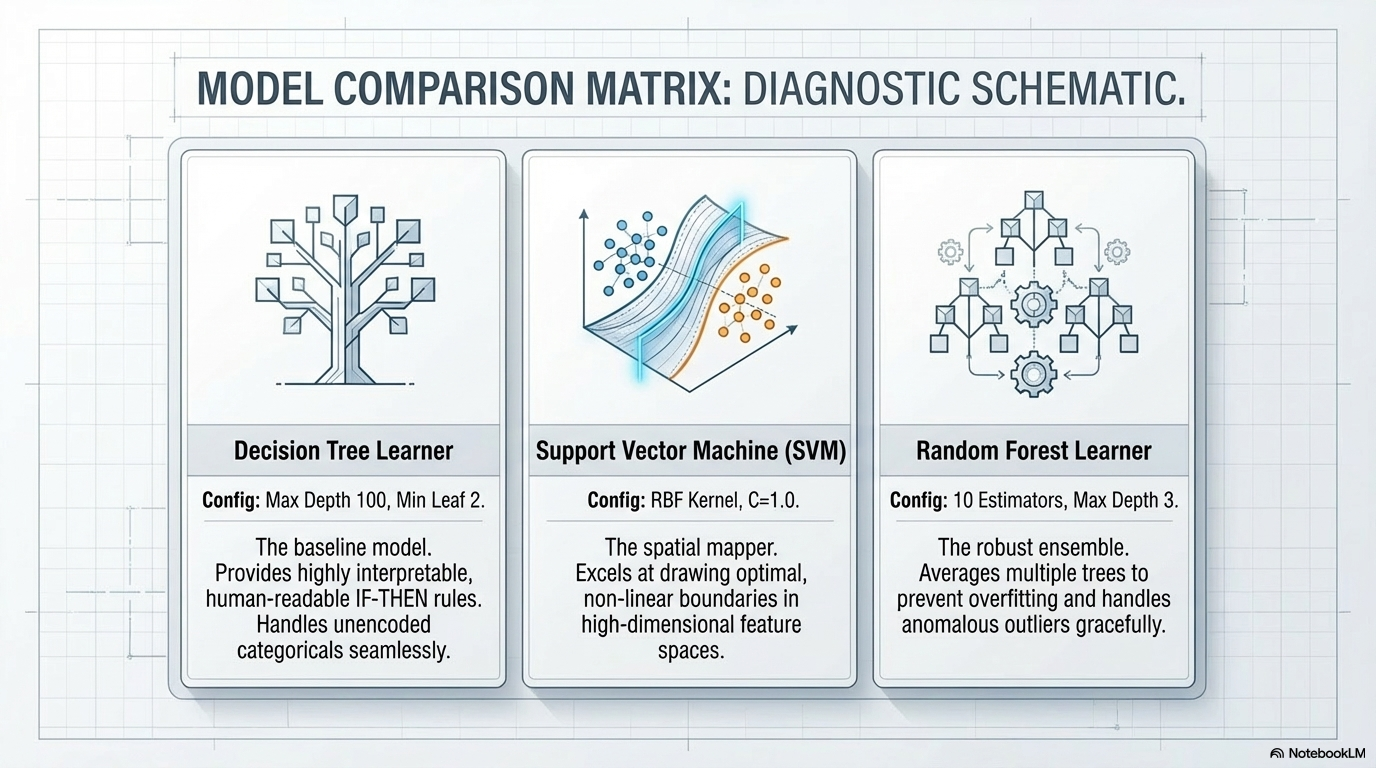 MODEL COMPARISON MATRIX: DIAGNOSTIC SCHEMATIC.
Decision Tree Learner
Config: Max Depth 100, Min Leaf 2.
The baseline model.
Provides highly interpretable,
human-readable IF-THEN rules.
Handles unencoded
categoricals seamlessly.
Support Vector Machine (SVM)
Config: RBF Kernel, C=1.0.
The spatial mapper.
Excels at drawing optimal,
non-linear boundaries in
high-dimensional feature
spaces.
Random Forest Learner
Config: 10 Estimators, Max Depth 3.
The robust ensemble.
Averages multiple trees to
prevent overfitting and handles
anomalous outliers gracefully.
NotebookLM